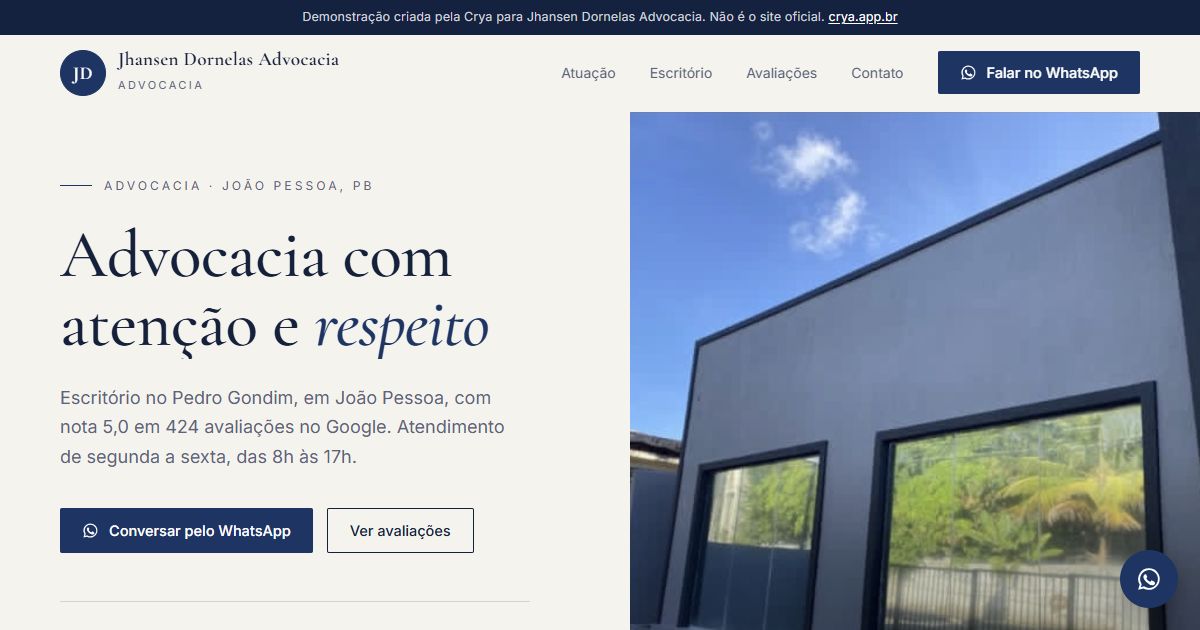 Demonstração criada pela Crya para Jhansen Dornelas Advocacia. Não é o site oficial. crya.app.br
JD
Jhansen Dornelas Advocacia
ADVOCACIA
Atuação
Escritório
Avaliações
Contato
Falar no WhatsApp
ADVOCACIA · JOÃO PESSOA, PB
Advocacia com
atenção e respeito
Escritório no Pedro Gondim, em João Pessoa, com
nota 5,0 em 424 avaliações no Google. Atendimento
de segunda a sexta, das 8h às 17h.
Conversar pelo WhatsApp
Ver avaliações